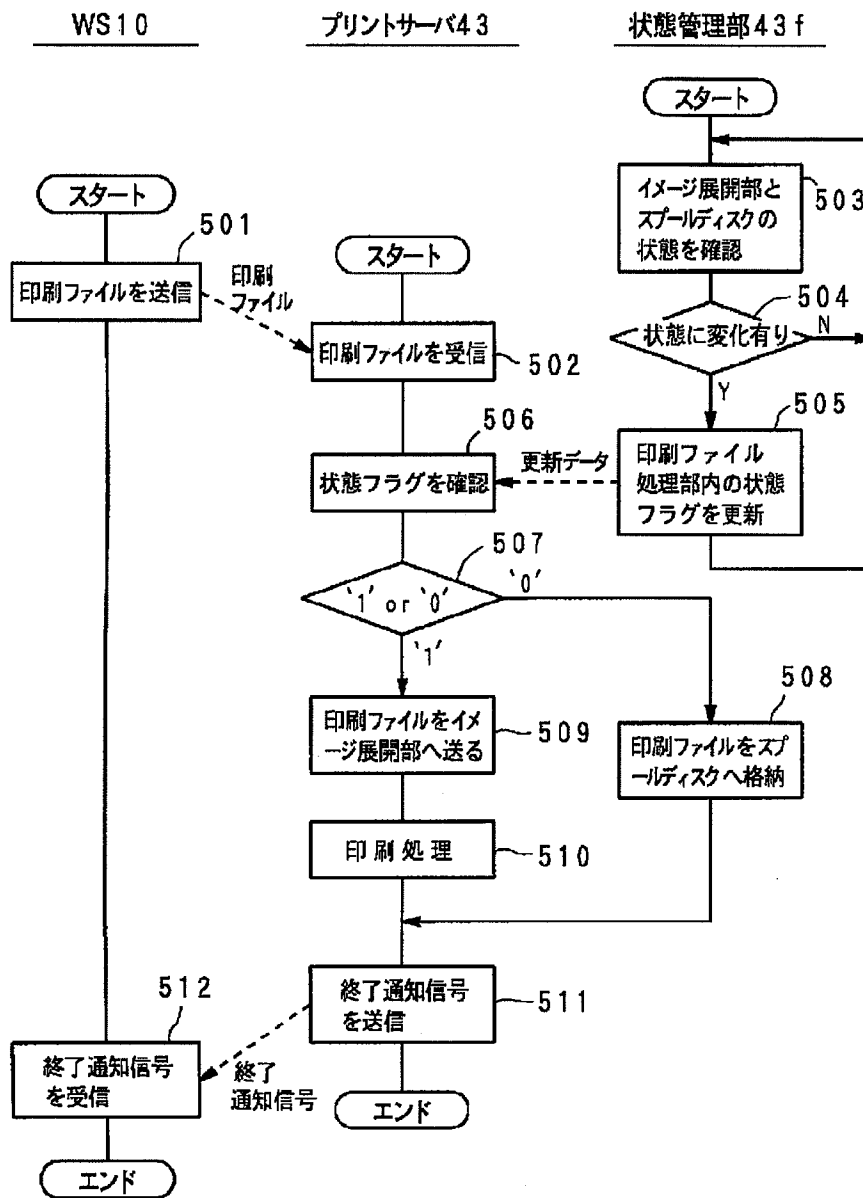 WS10
プリントサーバ43
状態管理部43f
スタート
501
印刷ファイルを送信
印刷
ファイル
スタート
印刷ファイルを受信
502
506
状態フラグを確認
更新データ
507
'1' or '0'
'0'
'1'
印刷ファイルをイメ
ージ展開部へ送る
509
印刷処理
510
終了通知信号
を送信
511
エンド
512
終了通知信号
を受信
終了
通知信号
エンド
スタート
イメージ展開部と
スプールディスクの
状態を確認
503
504
状態に変化有り
N
Y
505
印刷ファイル
処理部内の状態
フラグを更新
508
印刷ファイルをスプ
ールディスクへ格納